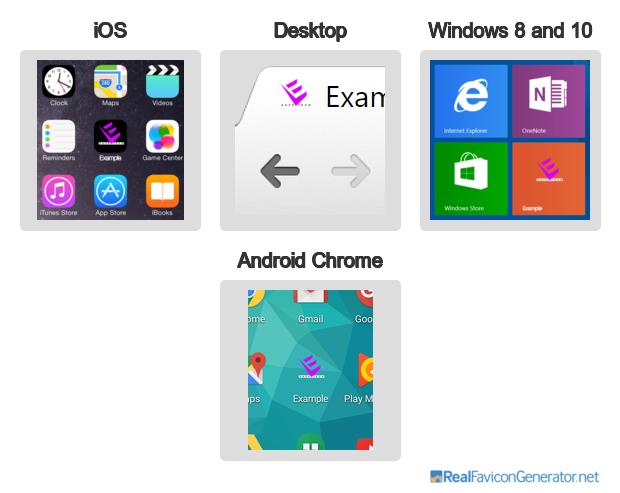 iOS
Desktop
Windows 8 and 10
Clock
Maps
Videos
Reminders
Example
Game Center
iTunes Store
App Store
iBooks
Exam
Internet Explorer
OneNote
Windows Store
Example
Android Chrome
ome
Gmail
Goo
aps
Example
Play M
RealFaviconGenerator.net